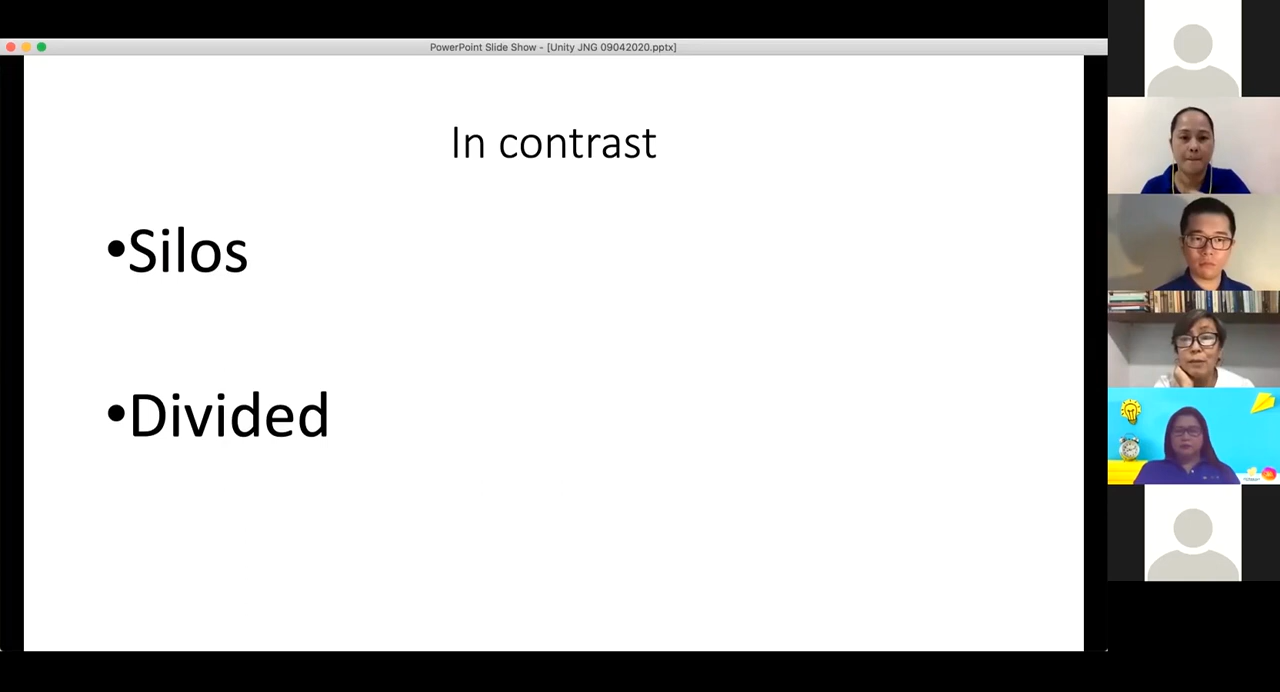 PowerPoint Slide Show - [Unity JNG 09042020.pptx]
In contrast
•Silos
•Divided